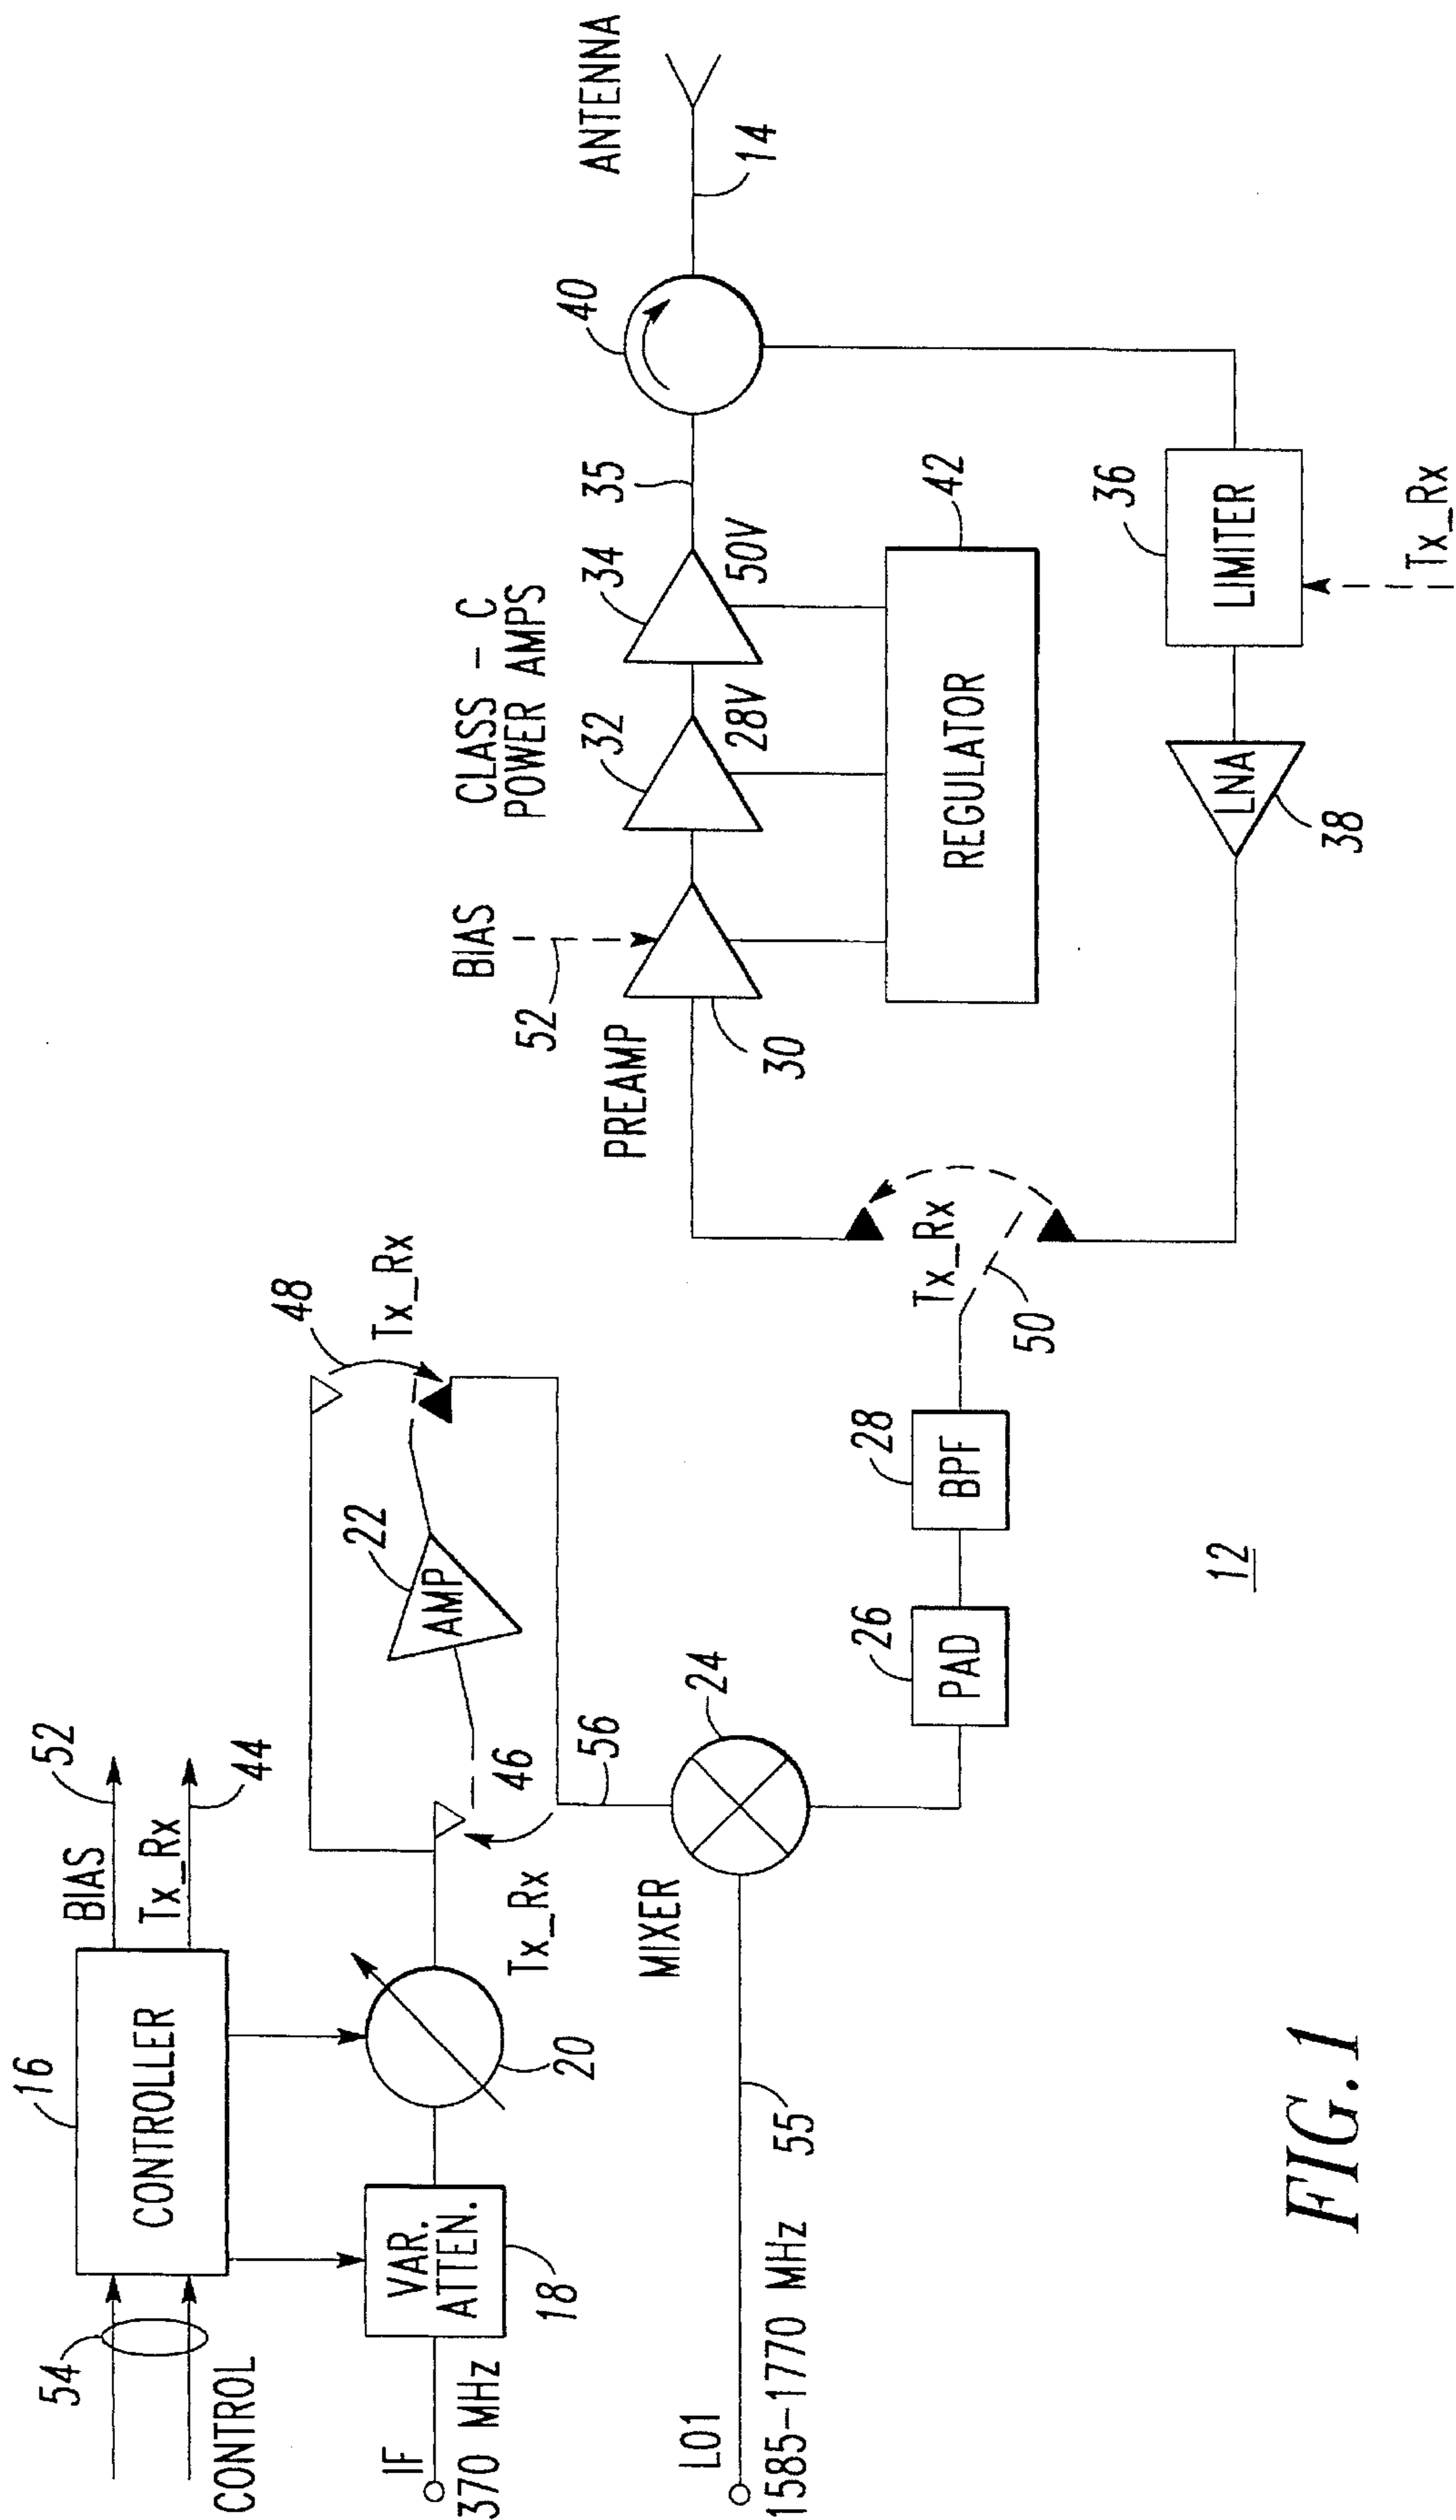 54
CONTROL
16
CONTROLLER
BIAS
52
Tx_Rx
44
IF
370 MHz
VAR.
ATTEN.
18
20
Tx_Rx
46
22
AMP
48
Tx_Rx
56
LO1
1585-1770 MHz
55
MIXER
24
26
PAD
28
BPF
Tx_Rx
50
PREAMP
30
BIAS
52
CLASS - C
POWER AMPS
32
28V
34
50V
35
40
ANTENNA
14
REGULATOR
42
36
LIMITER
Tx_Rx
LNA
38
12
FIG.1